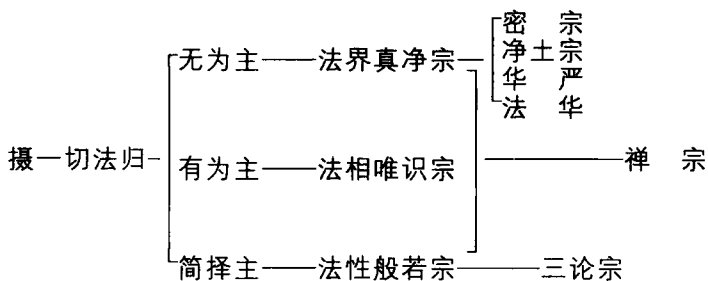 密 宗
无为主——法界真净宗—净土宗
华 严
法 华
摄一切法归 有为主——法相唯识宗 ——禅 宗
简择主——法性般若宗——三论宗